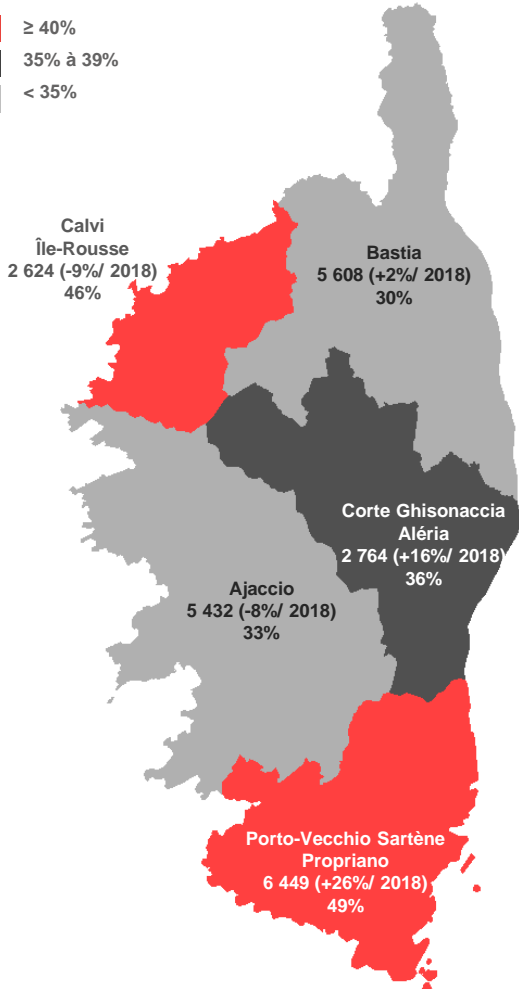 ≥ 40%
35% à 39%
< 35%
Calvi
Île-Rousse
2 624 (-9%/ 2018)
46%
Bastia
5 608 (+2%/ 2018)
30%
Corte Ghisonaccia
Aléria
2 764 (+16%/ 2018)
36%
Ajaccio
5 432 (-8%/ 2018)
33%
Porto-Vecchio Sartène
Propriano
6 449 (+26%/ 2018)
49%